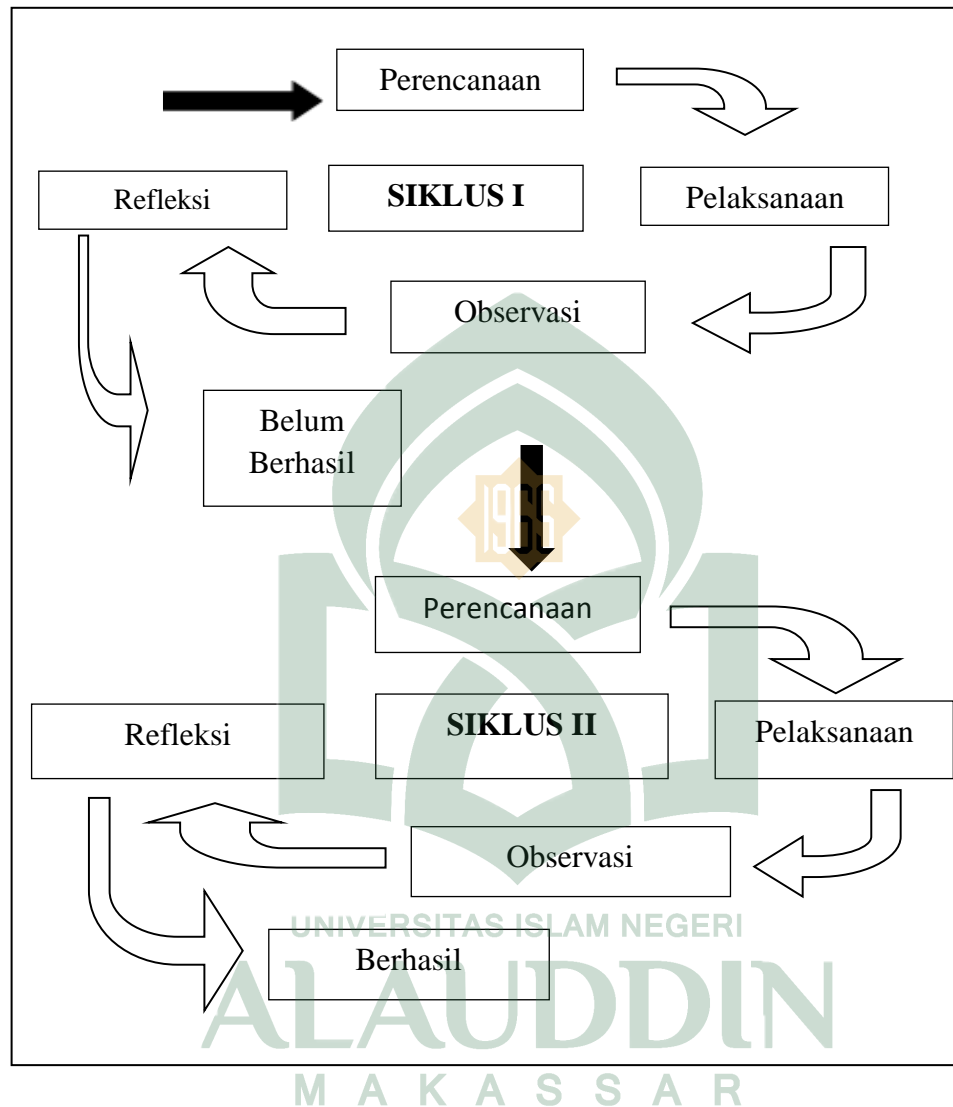 Perencanaan
Refleksi
SIKLUS I
Pelaksanaan
Observasi
Belum
Berhasil
1965
Perencanaan
Refleksi
SIKLUS II
Pelaksanaan
Observasi
Berhasil
UNIVERSITAS ISLAM NEGERI
ALAUDDIN
MAKASSAR